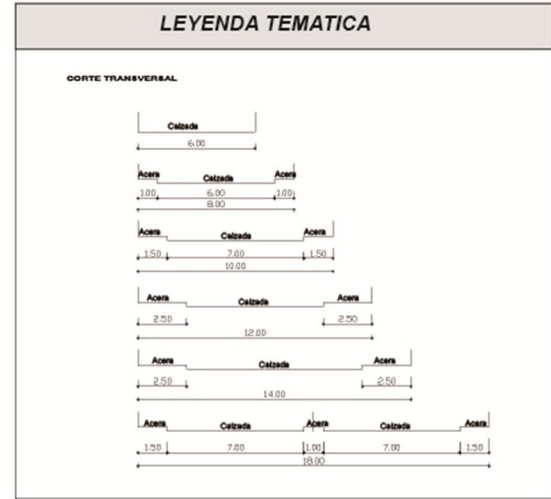 LEYENDA TEMATICA
CORTE TRANSVERSAL
Calzada
6.00
Acera Calzada Acera
1.00 6.00 1.00
8.00
Acera Calzada Acera
1.50 7.00 1.50
10.00
Acera Calzada Acera
2.50 2.50
12.00
Acera Calzada Acera
2.50 2.50
14.00
Acera Calzada Acera Calzada Acera
1.50 7.00 1.00 7.00 1.50
18.00